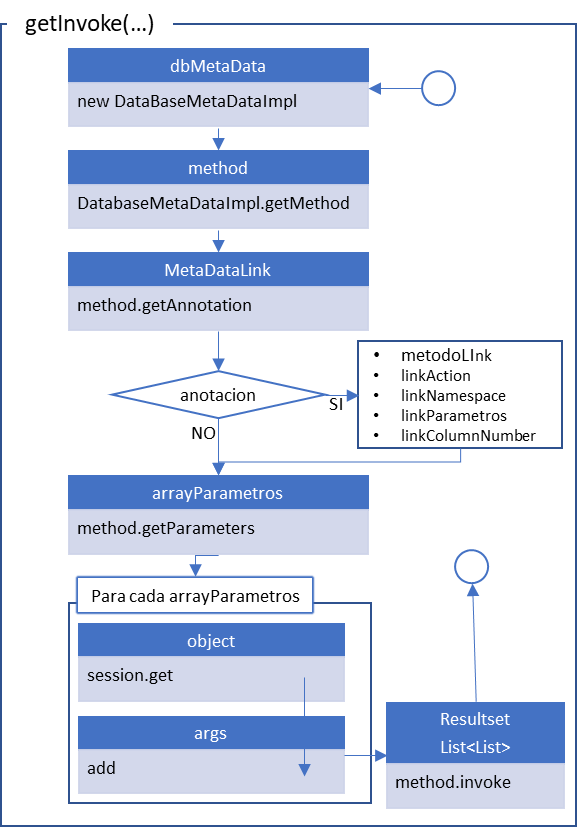 getInvoke(...)
dbMetaData
new DataBaseMetaDataImpl
method
DatabaseMetaDataImpl.getMethod
MetaDataLink
method.getAnnotation
anotacion
SI
NO
• metodoLInk
• linkAction
• linkNamespace
• linkParametros
• linkColumnNumber
arrayParametros
method.getParameters
Para cada arrayParametros
object
session.get
args
add
Resultset
List<List>
method.invoke